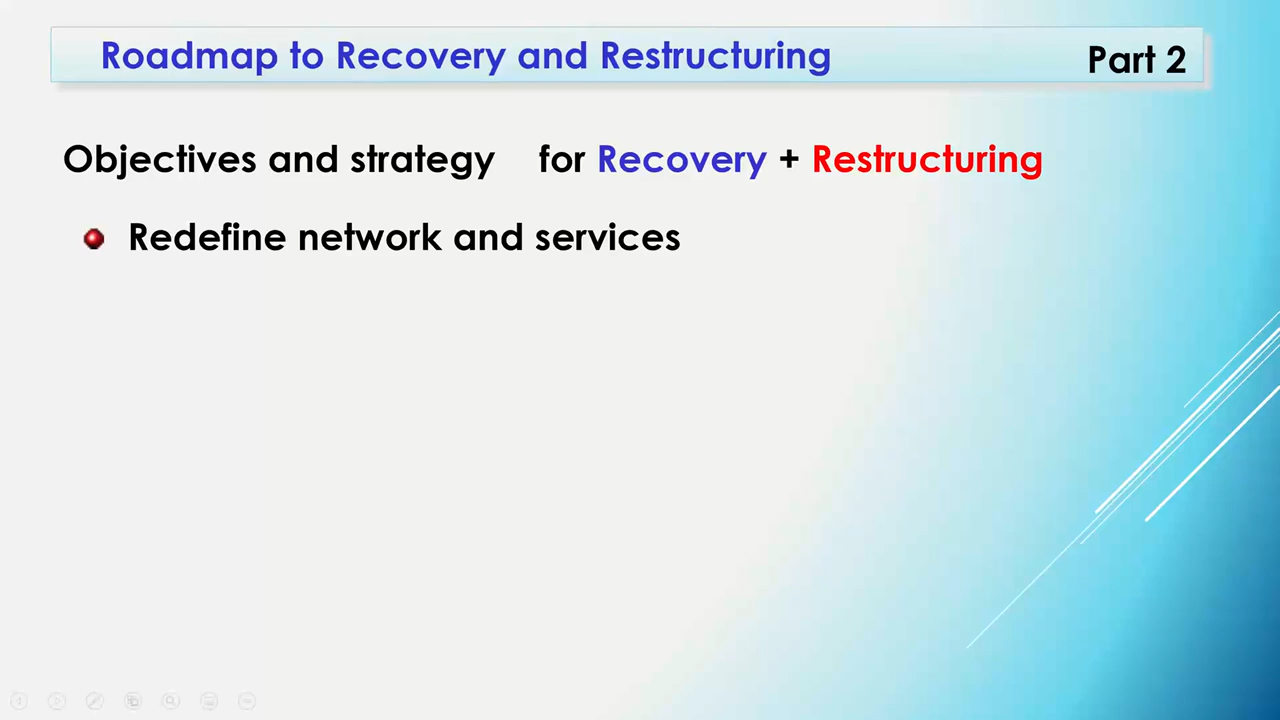 Roadmap to Recovery and Restructuring
Part 2
Objectives and strategy for Recovery + Restructuring
Redefine network and services